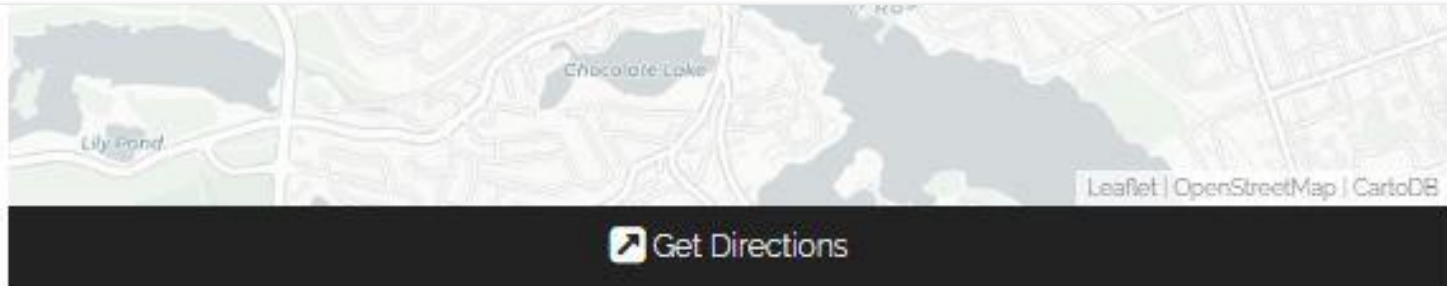 Chocolate Lake
Lily Pond
Leaflet | OpenStreetMap | CartoDB
Get Directions